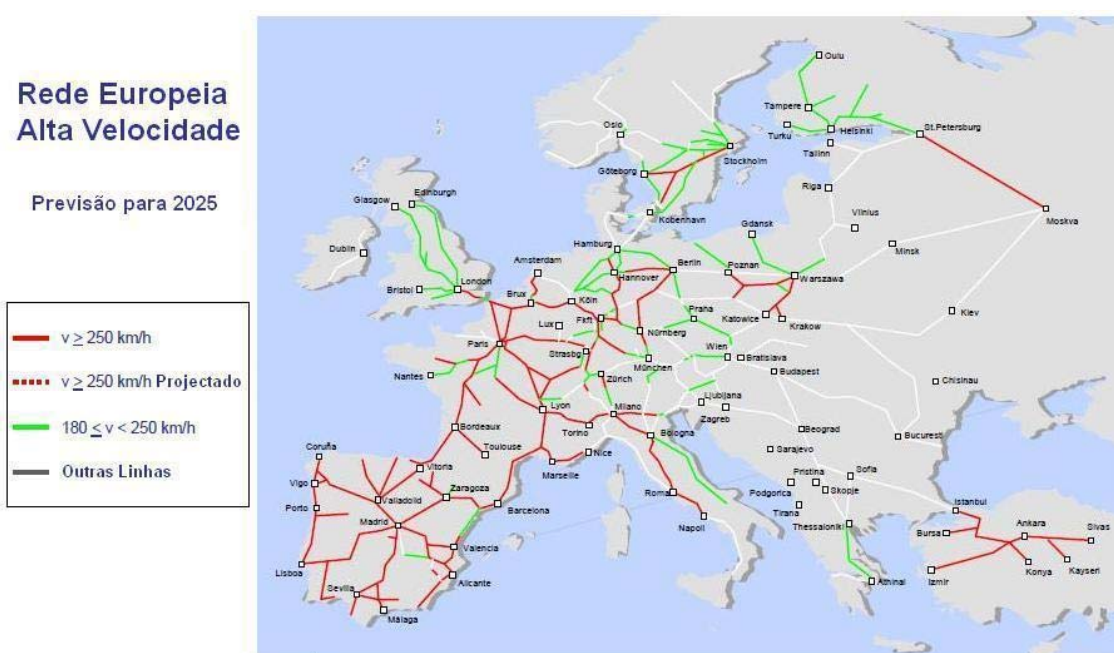 Rede Europeia
Alta Velocidade
Previsão para 2025
v ≥ 250 km/h
v ≥ 250 km/h Projectado
180 ≤ v < 250 km/h
Outras Linhas
Oulu
Tampere
Turku
Helsinki
St.Petersburg
Tallinn
Oslo
Stockholm
Göteborg
Riga
Moskva
Edinburgh
Glasgow
Kobenhavn
Gdansk
Vilnius
Minsk
Dublin
Hamburg
Amsterdam
Berlin
Poznan
Hannover
Warszawa
Bristol
London
Brux
Köln
Katowice
Krakow
Kiev
Lux
Fkft
Praha
Nürnberg
Paris
Strasbg
Wien
Bratislava
München
Budapest
Nantes
Zürich
Chisinau
Lyon
Milano
Ljubljana
Zagreb
Torino
Bordeaux
Bologna
Beograd
Bucuresti
Toulouse
Nice
Marseille
Sarajevo
Coruña
Vitoria
Sofia
Vigo
Zaragoza
Pristina
Skopje
Podgorica
Roma
Valladolid
Porto
Barcelona
Tirana
Istanbul
Madrid
Napoli
Thessaloniki
Bursa
Ankara
Sivas
Valencia
Lisboa
Alicante
Konya
Kayseri
Izmir
Athinai
Sevilla
Málaga